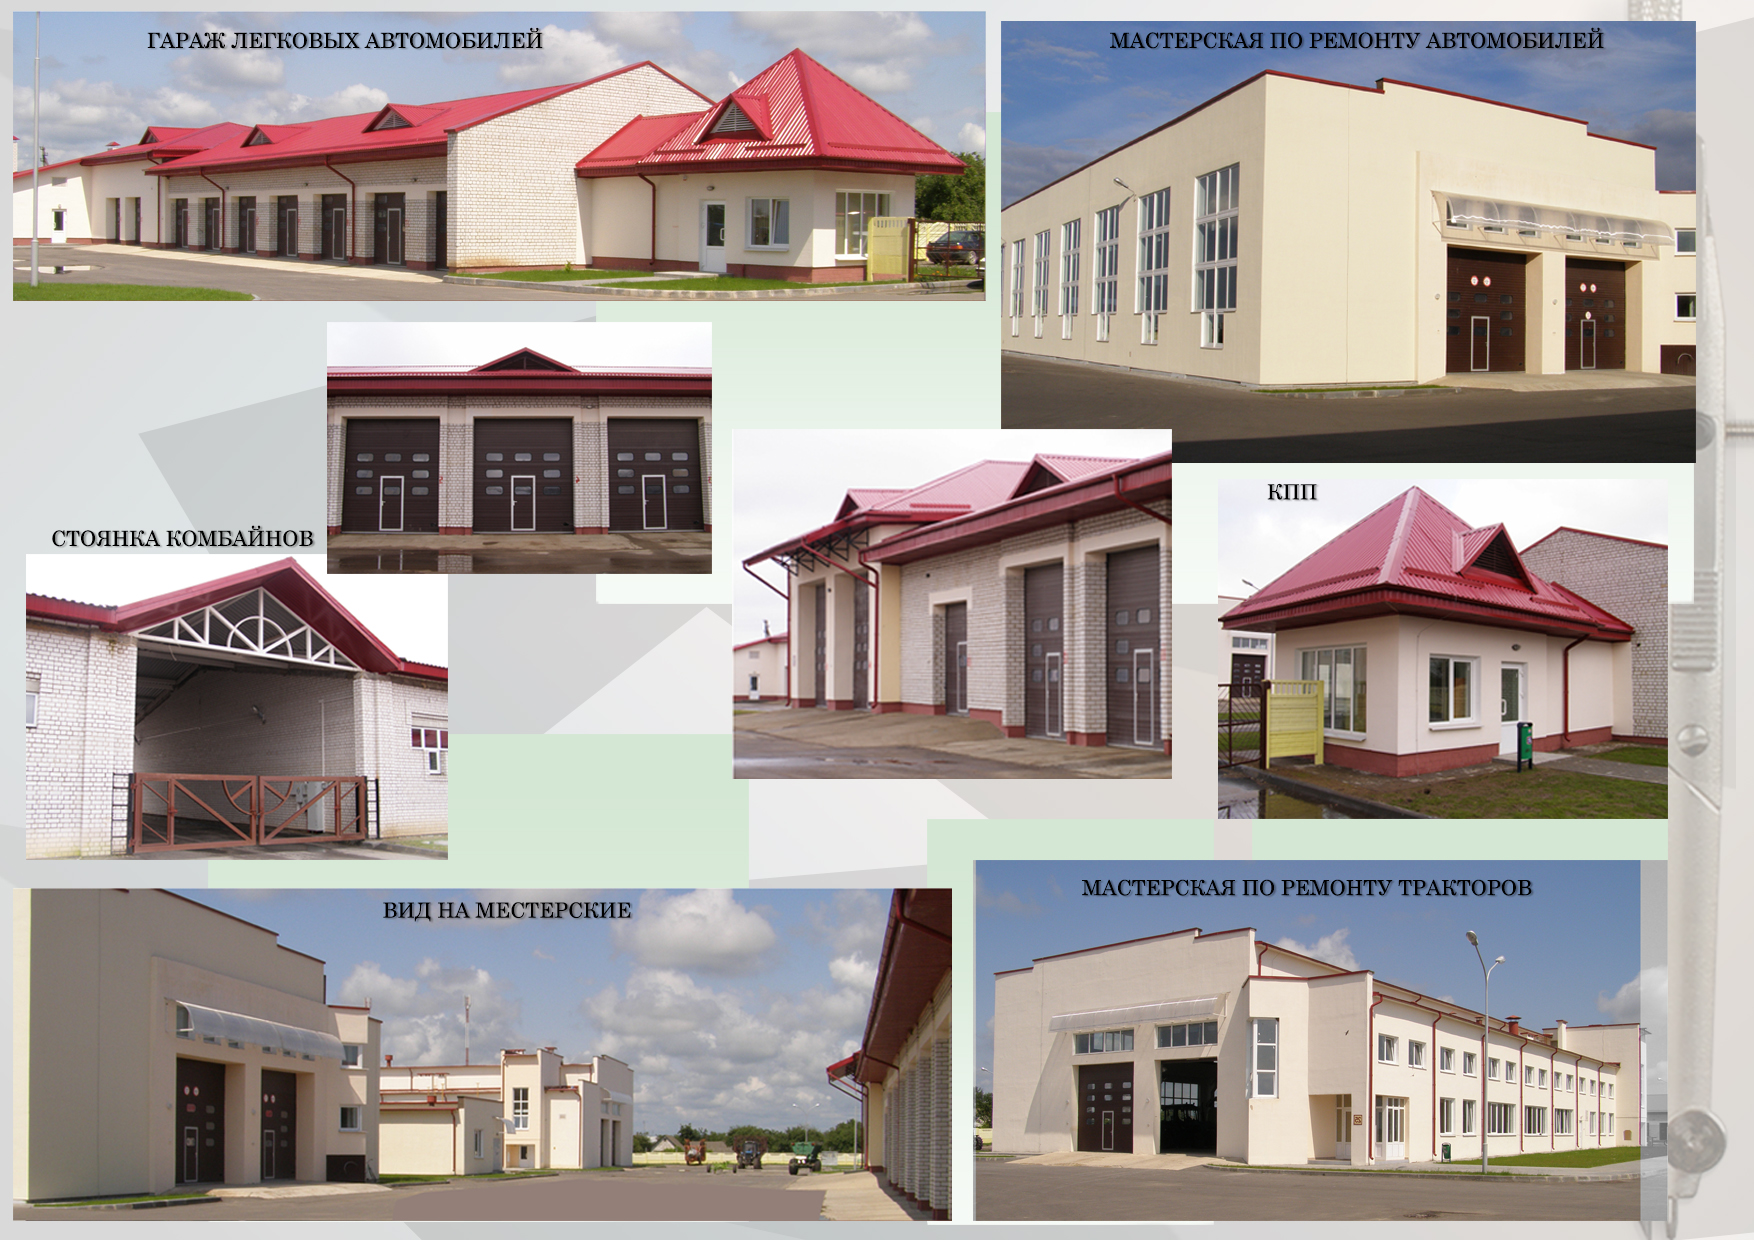 ГАРАЖ ЛЕГКОВЫХ АВТОМОБИЛЕЙ
МАСТЕРСКАЯ ПО РЕМОНТУ АВТОМОБИЛЕЙ
КПП
СТОЯНКА КОМБАЙНОВ
ВИД НА МЕСТЕРСКИЕ
МАСТЕРСКАЯ ПО РЕМОНТУ ТРАКТОРОВ